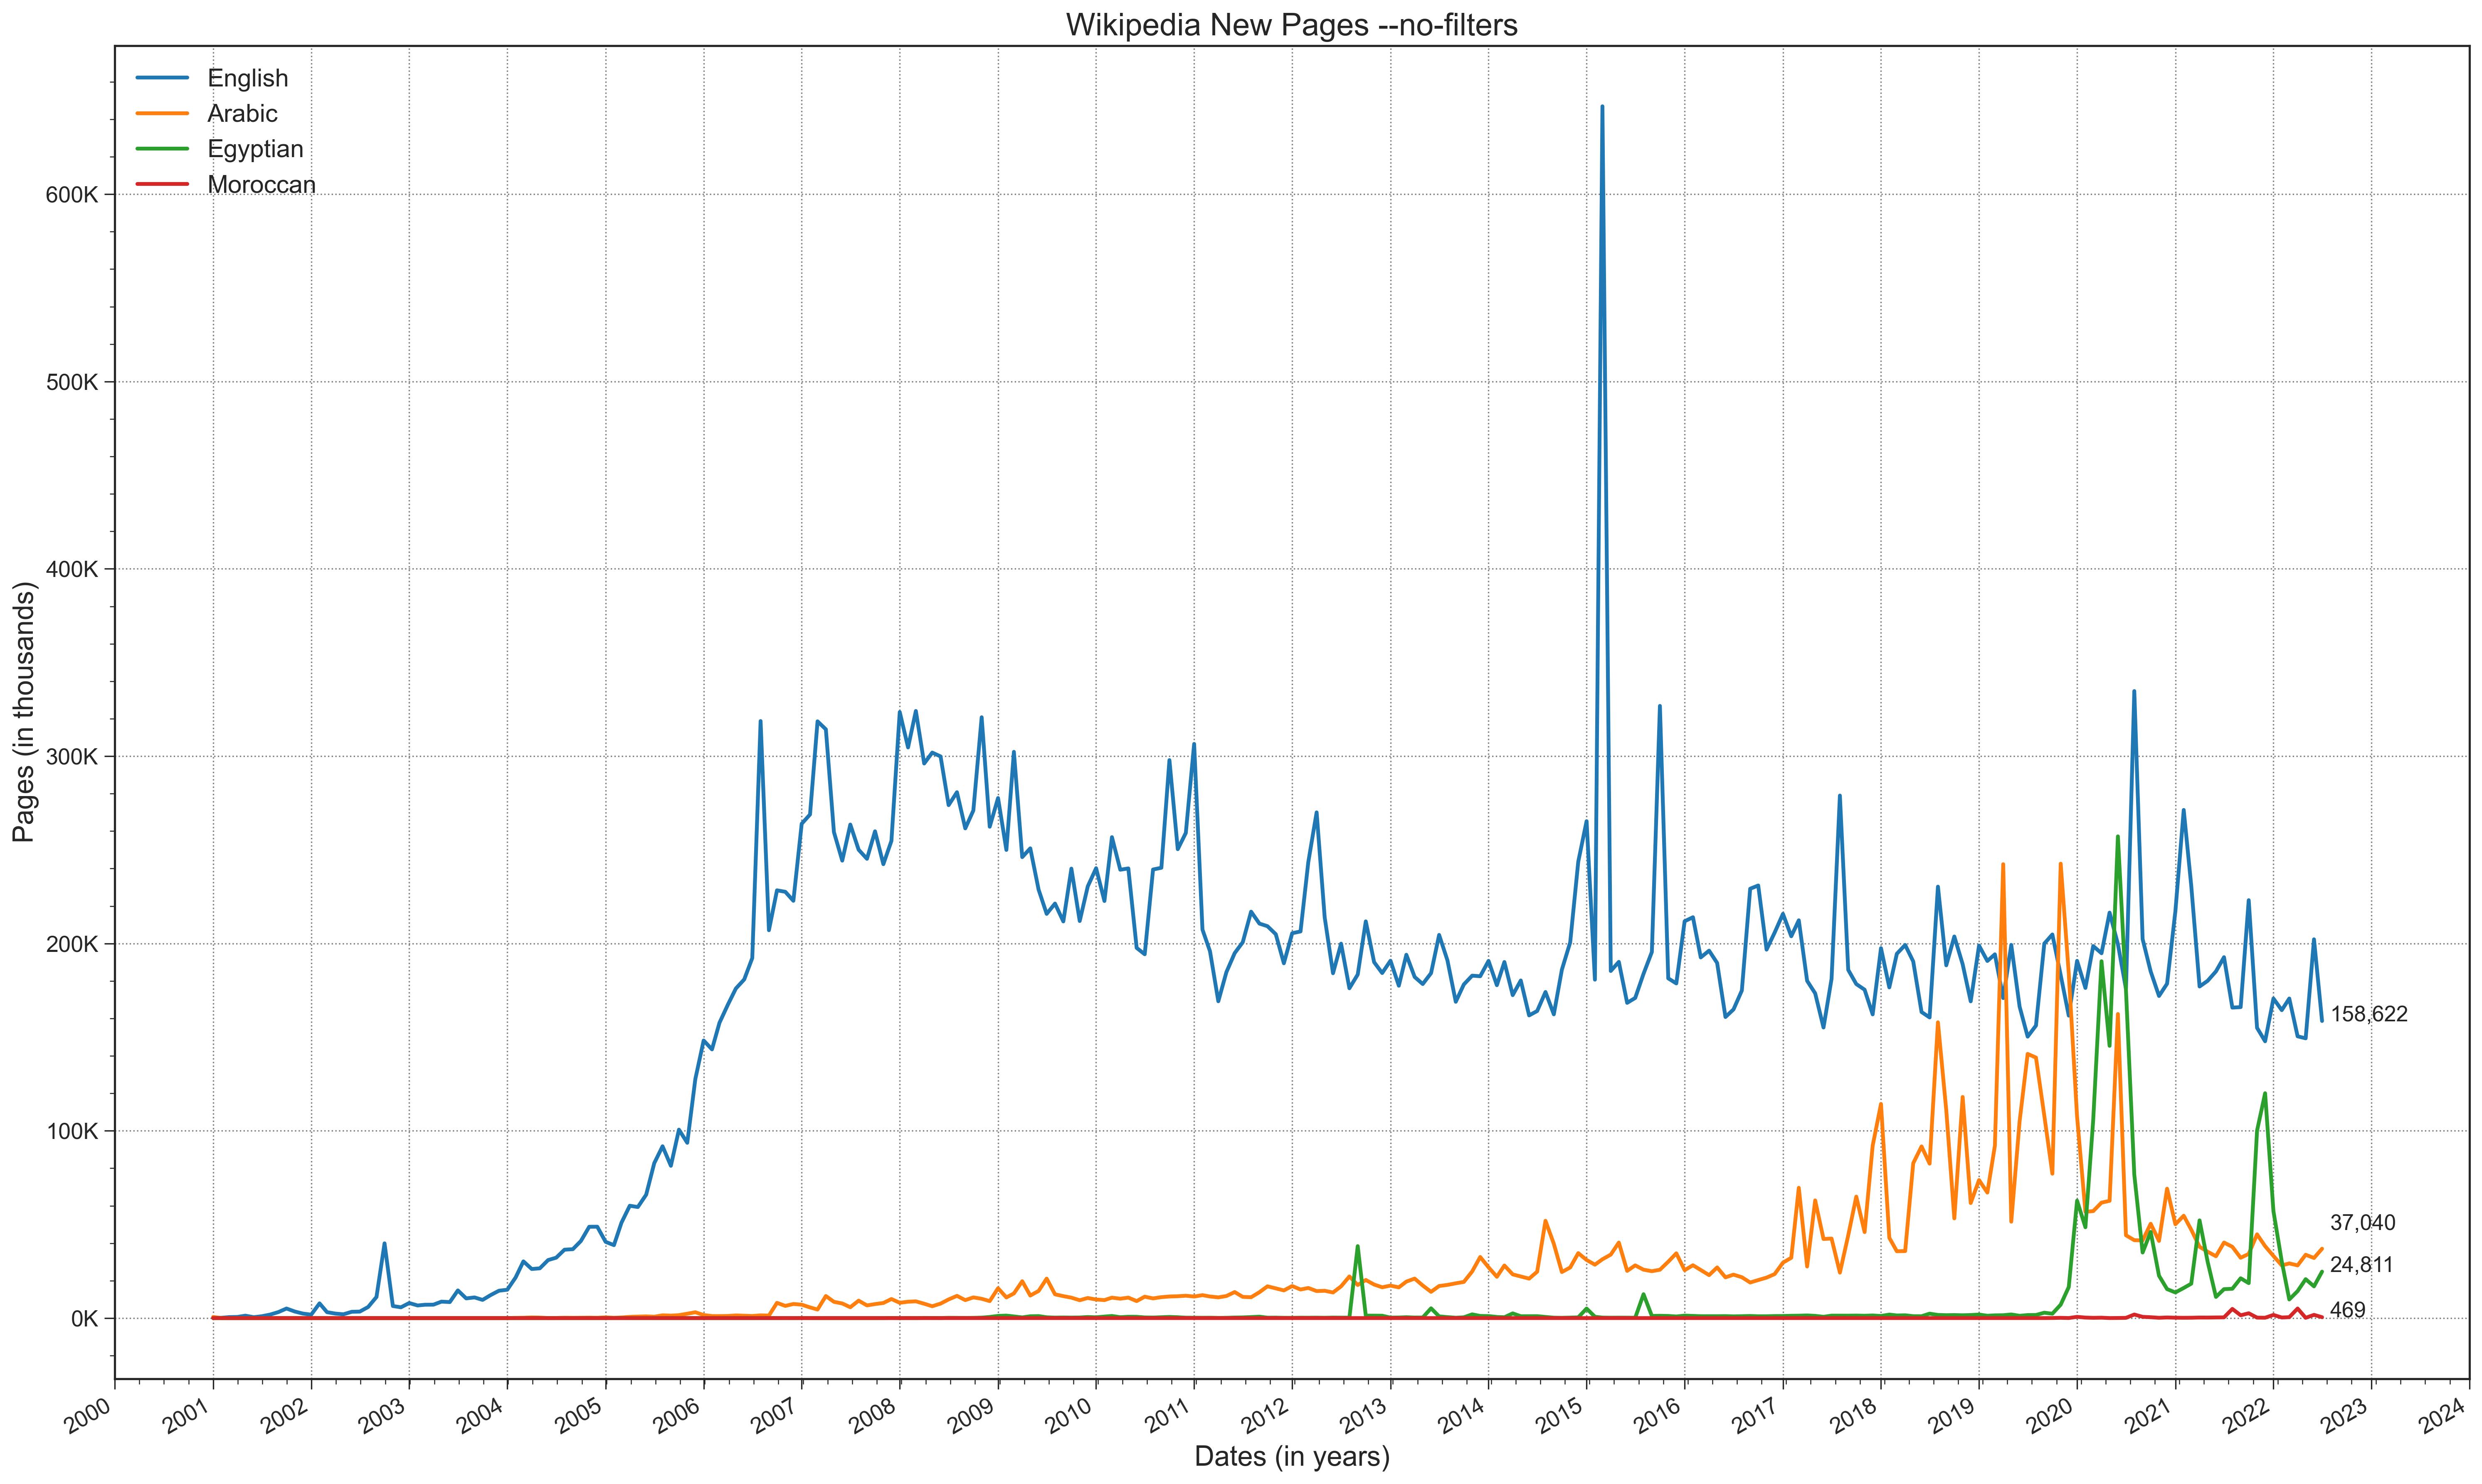 Wikipedia New Pages --no-filters
English
Arabic
Egyptian
Moroccan
Pages (in thousands)
600K
500K
400K
300K
200K
100K
0K
158,622
37,040
24,811
469
2000 2001 2002 2003 2004 2005 2006 2007 2008 2009 2010 2011 2012 2013 2014 2015 2016 2017 2018 2019 2020 2021 2022 2023 2024
Dates (in years)